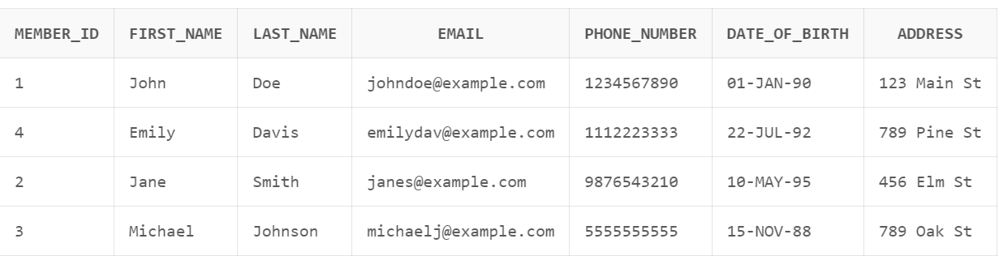 MEMBER_ID FIRST_NAME LAST_NAME EMAIL PHONE_NUMBER DATE_OF_BIRTH ADDRESS
1 John Doe johndoe@example.com 1234567890 01-JAN-90 123 Main St
4 Emily Davis emilydav@example.com 1112223333 22-JUL-92 789 Pine St
2 Jane Smith janes@example.com 9876543210 10-MAY-95 456 Elm St
3 Michael Johnson michaelj@example.com 5555555555 15-NOV-88 789 Oak St